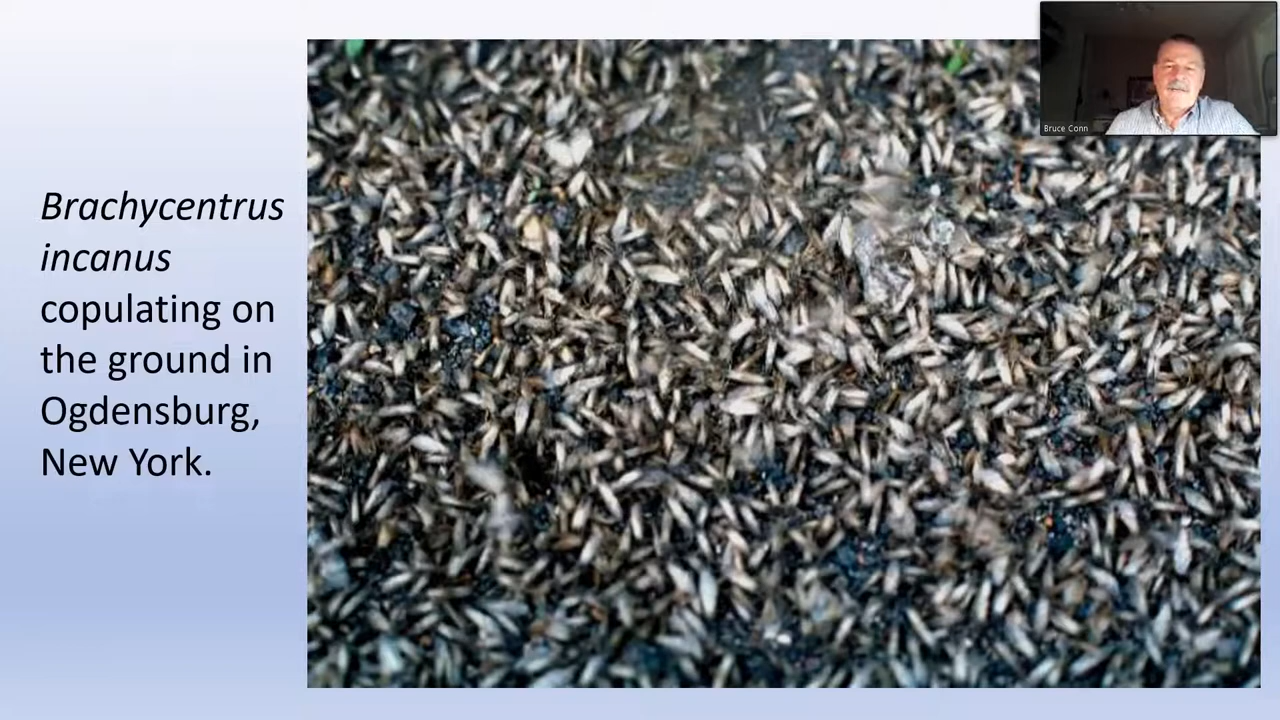 Brachycentrus
incanus
copulating on
the ground in
Ogdensburg,
New York.
Bruce Conn